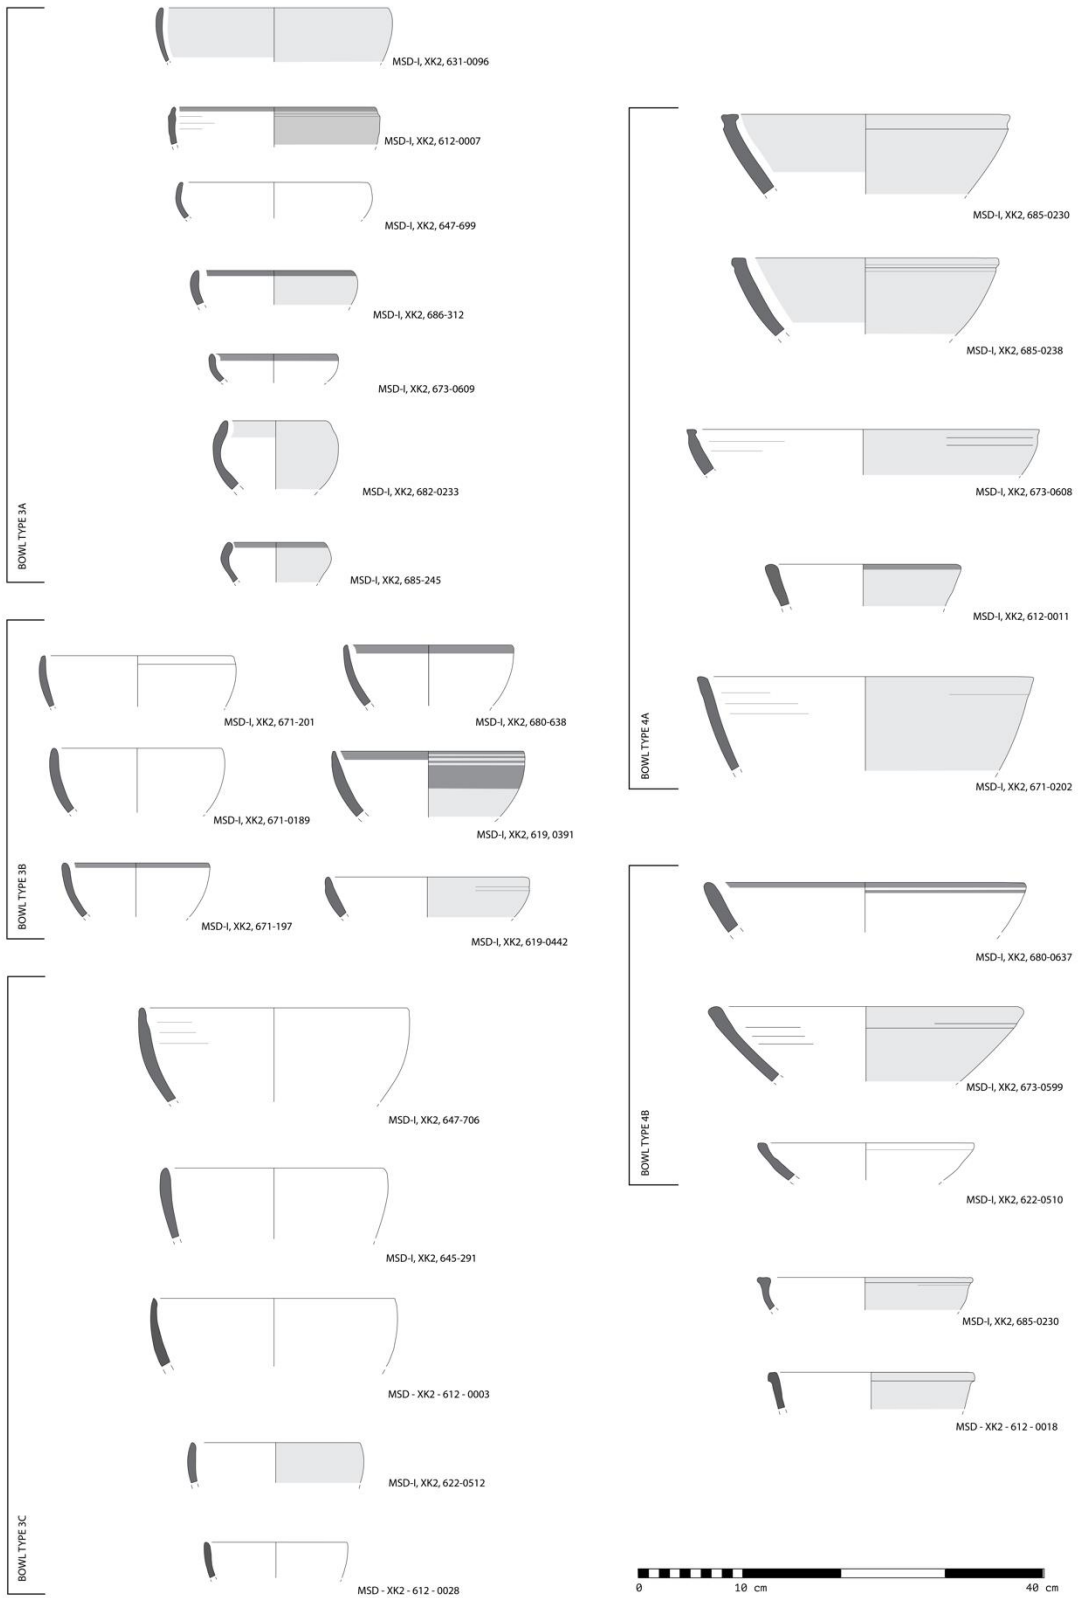 MSD-I, XK2, 631-0096
MSD-I, XK2, 612-0007
MSD-I, XK2, 647-699
MSD-I, XK2, 686-312
MSD-I, XK2, 673-0609
MSD-I, XK2, 682-0233
MSD-I, XK2, 685-245
BOWL TYPE 3A
MSD-I, XK2, 671-201
MSD-I, XK2, 680-638
MSD-I, XK2, 671-0189
MSD-I, XK2, 619, 0391
MSD-I, XK2, 671-197
MSD-I, XK2, 619-0442
BOWL TYPE 3B
MSD-I, XK2, 647-706
MSD-I, XK2, 645-291
MSD - XK2 - 612 - 0003
MSD-I, XK2, 622-0512
MSD - XK2 - 612 - 0028
BOWL TYPE 3C
MSD-I, XK2, 685-0230
MSD-I, XK2, 685-0238
MSD-I, XK2, 673-0608
MSD-I, XK2, 612-0011
MSD-I, XK2, 671-0202
BOWL TYPE 4A
MSD-I, XK2, 680-0637
MSD-I, XK2, 673-0599
MSD-I, XK2, 622-0510
BOWL TYPE 4B
MSD-I, XK2, 685-0230
MSD - XK2 - 612 - 0018
0 10 cm 40 cm